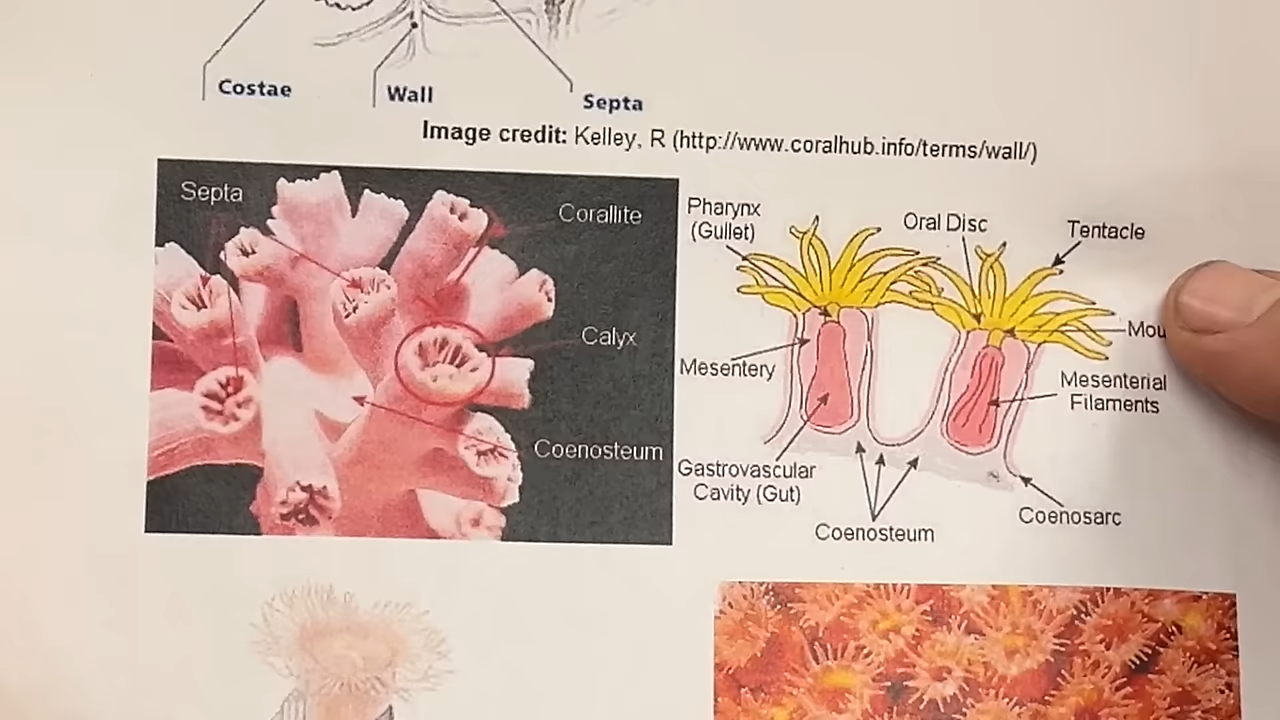 Costae
Wall
Septa
Image credit: Kelley, R (http://www.coralhub.info/terms/wall/)
Septa
Corallite
Calyx
Coenosteum
Pharynx
(Gullet)
Oral Disc
Tentacle
Mou
Mesentery
Mesenterial
Filaments
Gastrovascular
Cavity (Gut)
Coenosteum
Coenosarc